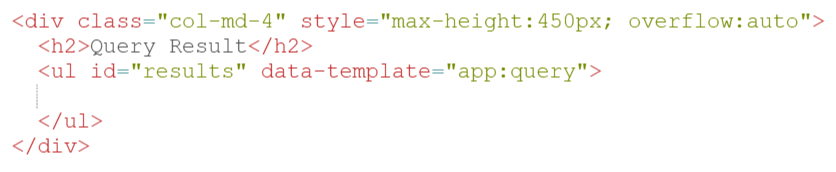 <div class="col-md-4" style="max-height:450px; overflow:auto">
<h2>Query Result</h2>
<ul id="results" data-template="app:query">
</ul>
</div>